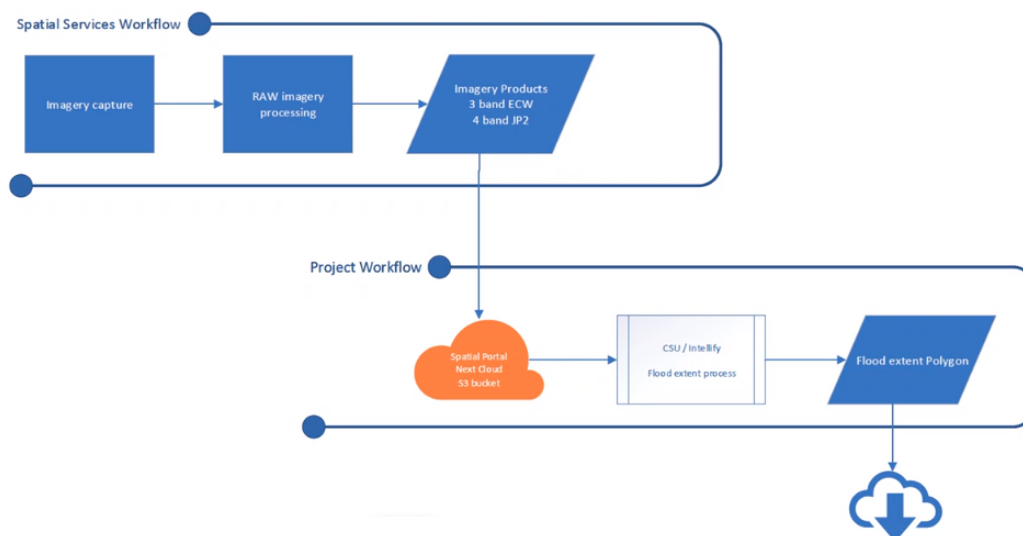 Spatial Services Workflow
Imagery capture
RAW imagery
processing
Imagery Products
3 band ECW
4 band JP2
Project Workflow
Spatial Portal
Next Cloud
S3 bucket
CSU / Intellify
Flood extent process
Flood extent Polygon